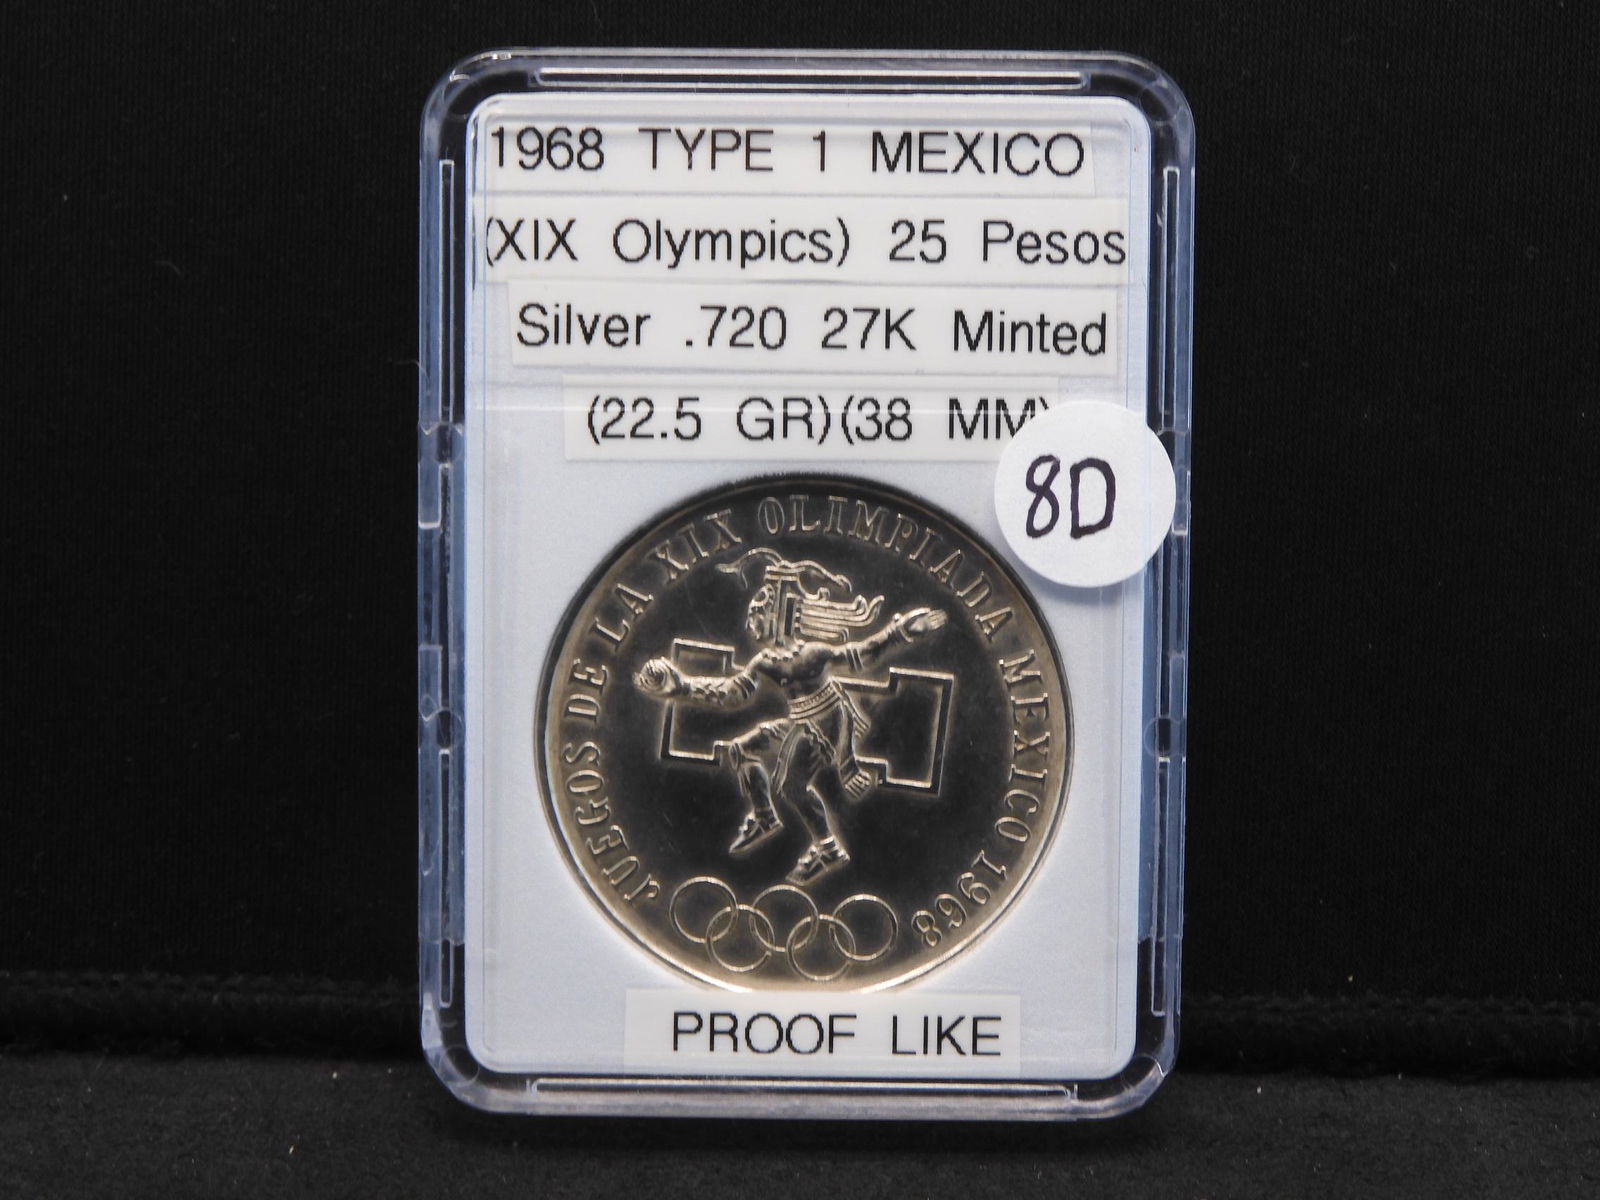 1968 TYPE 1 MEXICO
(XIX Olympics) 25 Pesos
Silver .720 27K Minted
(22.5 GR)(38 MM)
8D
JUEGOS DE LA XIX OLIMPIADA MEXICO 1968
PROOF LIKE